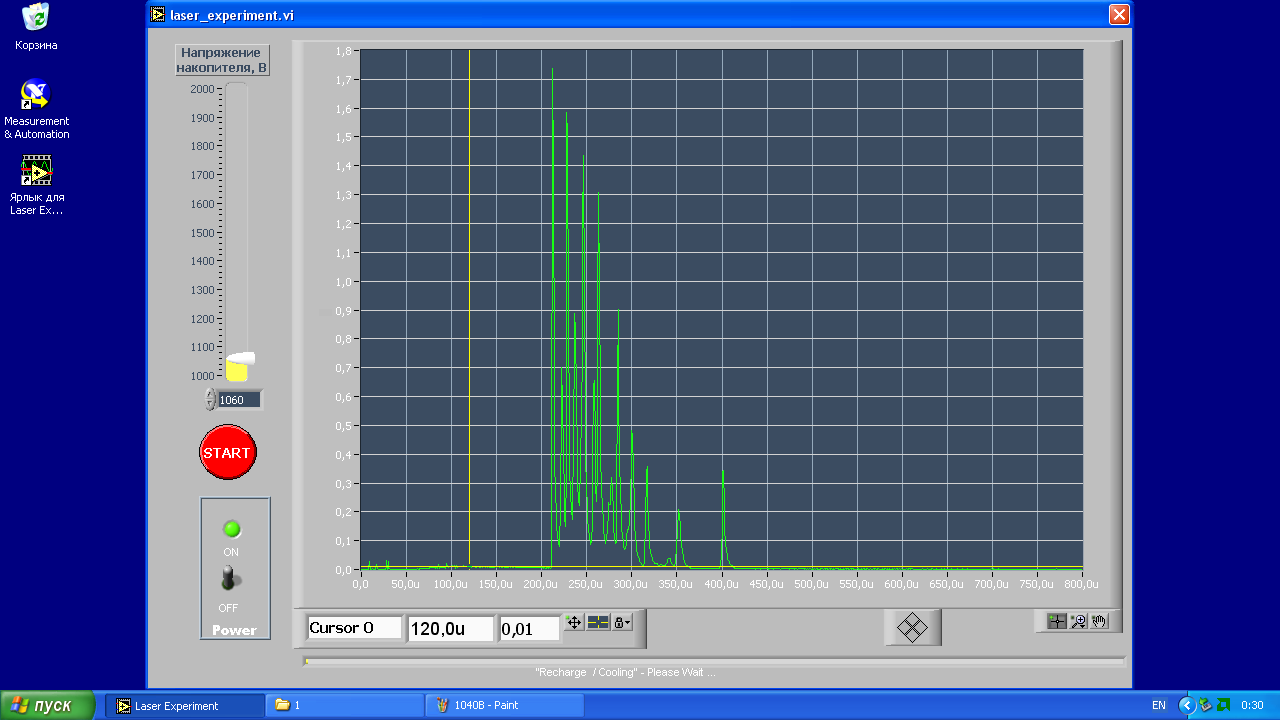 laser_experiment.vi
Корзина
Measurement
& Automation
Ярлык для
Laser Ex...
Напряжение
накопителя, В
2000
1900
1800
1700
1600
1500
1400
1300
1200
1100
1000
1060
START
ON
OFF
Power
1,8
1,7
1,6
1,5
1,4
1,3
1,2
1,1
1,0
0,9
0,8
0,7
0,6
0,5
0,4
0,3
0,2
0,1
0,0
0,00 50,0u 100,0u 150,0u 200,0u 250,0u 300,0u 350,0u 400,0u 450,0u 500,0u 550,0u 600,0u 650,0u 700,0u 750,0u 800,0u
Cursor 0 120,0u 0,01
"Recharge / Cooling" - Please Wait ...
пуск Laser Experiment 1 1040B - Paint EN 0:30